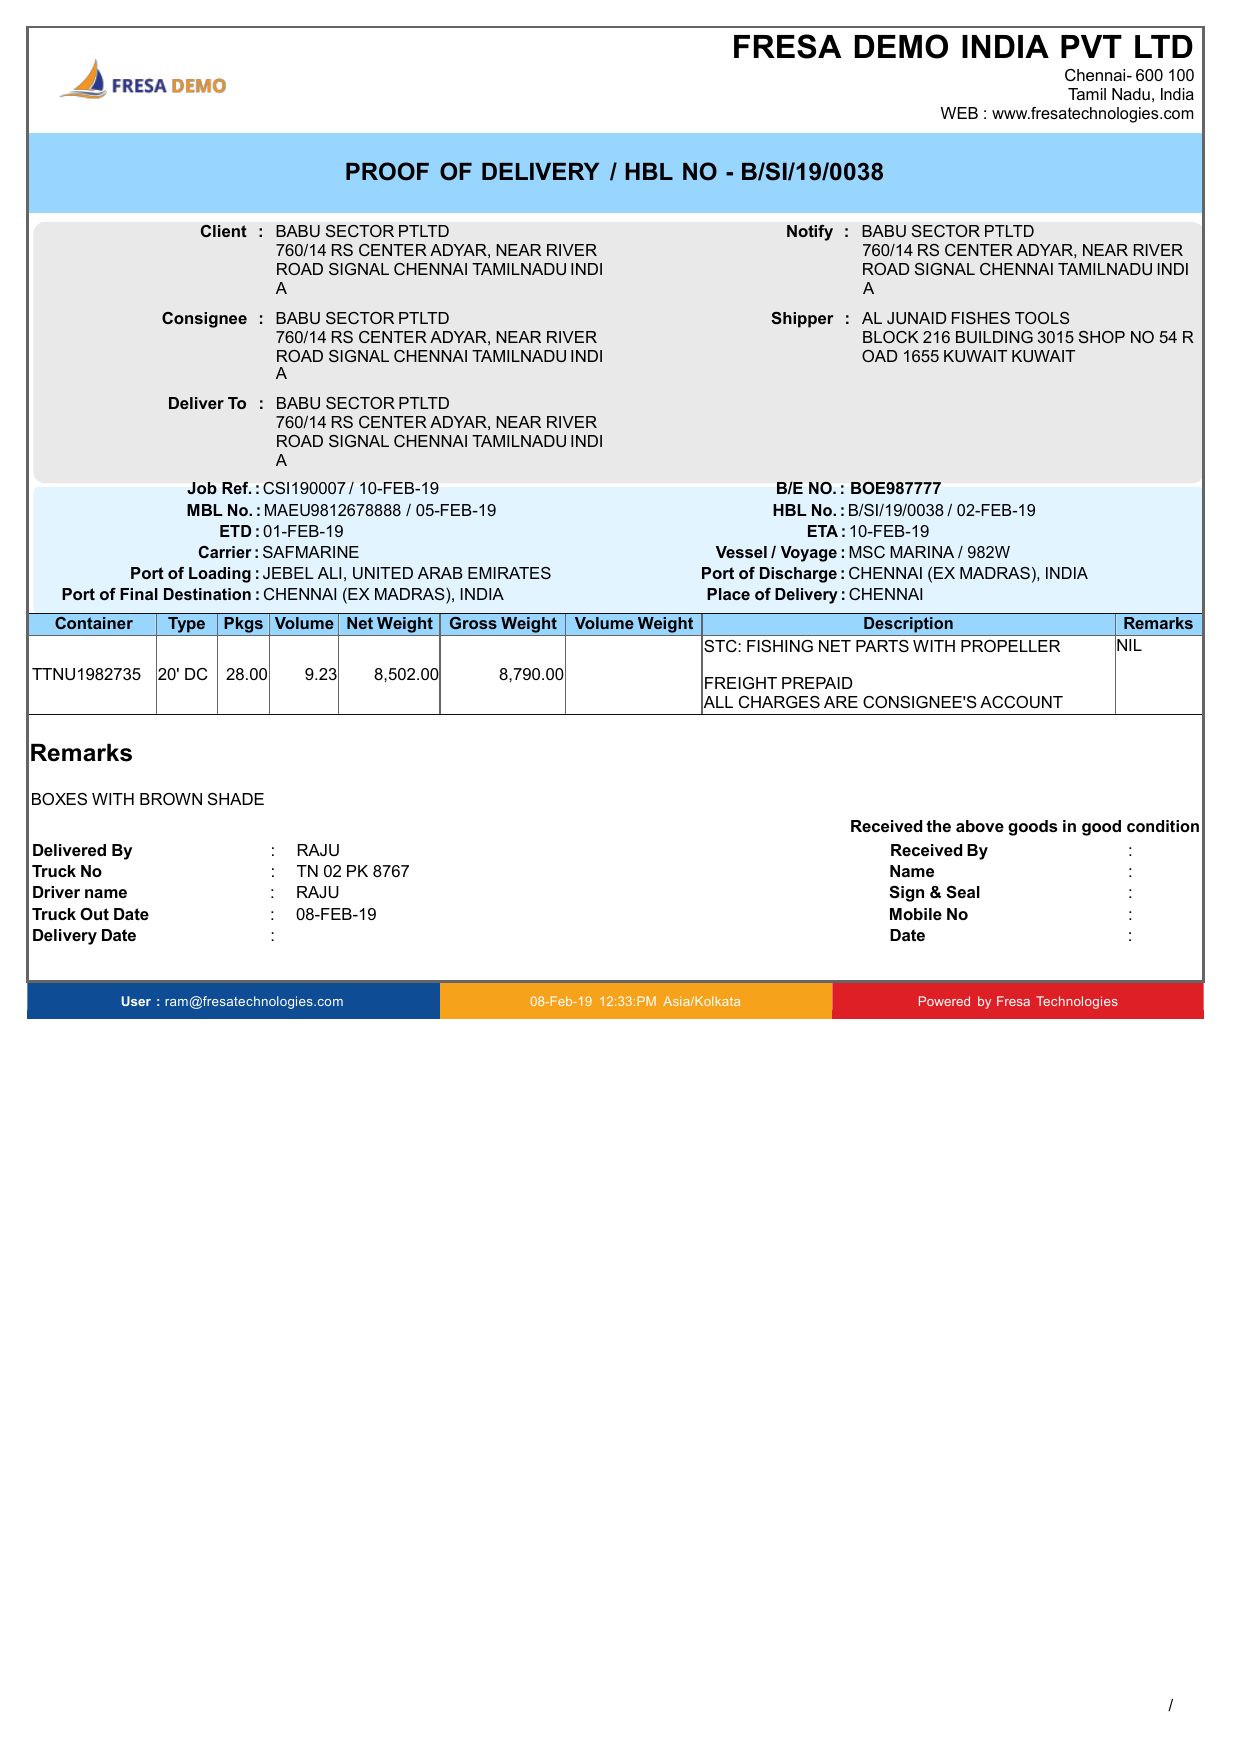 FRESA DEMO
FRESA DEMO INDIA PVT LTD
Chennai- 600 100
Tamil Nadu, India
WEB : www.fresatechnologies.com
PROOF OF DELIVERY / HBL NO - B/SI/19/0038
Client : BABU SECTOR PTLTD
760/14 RS CENTER ADYAR, NEAR RIVER
ROAD SIGNAL CHENNAI TAMILNADU INDI
A
Notify : BABU SECTOR PTLTD
760/14 RS CENTER ADYAR, NEAR RIVER
ROAD SIGNAL CHENNAI TAMILNADU INDI
A
Consignee : BABU SECTOR PTLTD
760/14 RS CENTER ADYAR, NEAR RIVER
ROAD SIGNAL CHENNAI TAMILNADU INDI
A
Shipper : AL JUNAID FISHES TOOLS
BLOCK 216 BUILDING 3015 SHOP NO 54 R
OAD 1655 KUWAIT KUWAIT
Deliver To : BABU SECTOR PTLTD
760/14 RS CENTER ADYAR, NEAR RIVER
ROAD SIGNAL CHENNAI TAMILNADU INDI
A
Job Ref. : CSI190007 / 10-FEB-19 B/E NO. : BOE987777
MBL No. : MAEU9812678888 / 05-FEB-19 HBL No. : B/SI/19/0038 / 02-FEB-19
ETD : 01-FEB-19 ETA : 10-FEB-19
Carrier : SAFMARINE Vessel / Voyage : MSC MARINA / 982W
Port of Loading : JEBEL ALI, UNITED ARAB EMIRATES Port of Discharge : CHENNAI (EX MADRAS), INDIA
Port of Final Destination : CHENNAI (EX MADRAS), INDIA Place of Delivery : CHENNAI
Container Type Pkgs Volume Net Weight Gross Weight Volume Weight Description Remarks
TTNU1982735 20' DC 28.00 9.23 8,502.00 8,790.00
STC: FISHING NET PARTS WITH PROPELLER
FREIGHT PREPAID
ALL CHARGES ARE CONSIGNEE'S ACCOUNT
NIL
Remarks
BOXES WITH BROWN SHADE
Received the above goods in good condition
Delivered By : RAJU Received By :
Truck No : TN 02 PK 8767 Name :
Driver name : RAJU Sign & Seal :
Truck Out Date : 08-FEB-19 Mobile No :
Delivery Date : Date :
User : ram@fresatechnologies.com 08-Feb-19 12:33:PM Asia/Kolkata Powered by Fresa Technologies
/